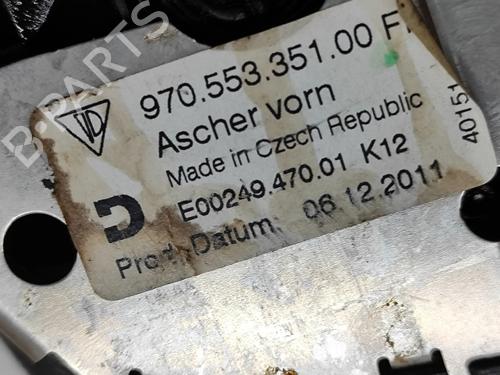 B-PARTS
VD
970.553.351.00
Ascher vorn
Made in Czech Republic
E00249.470.01 K12
Datum: 06.12.2011
40151